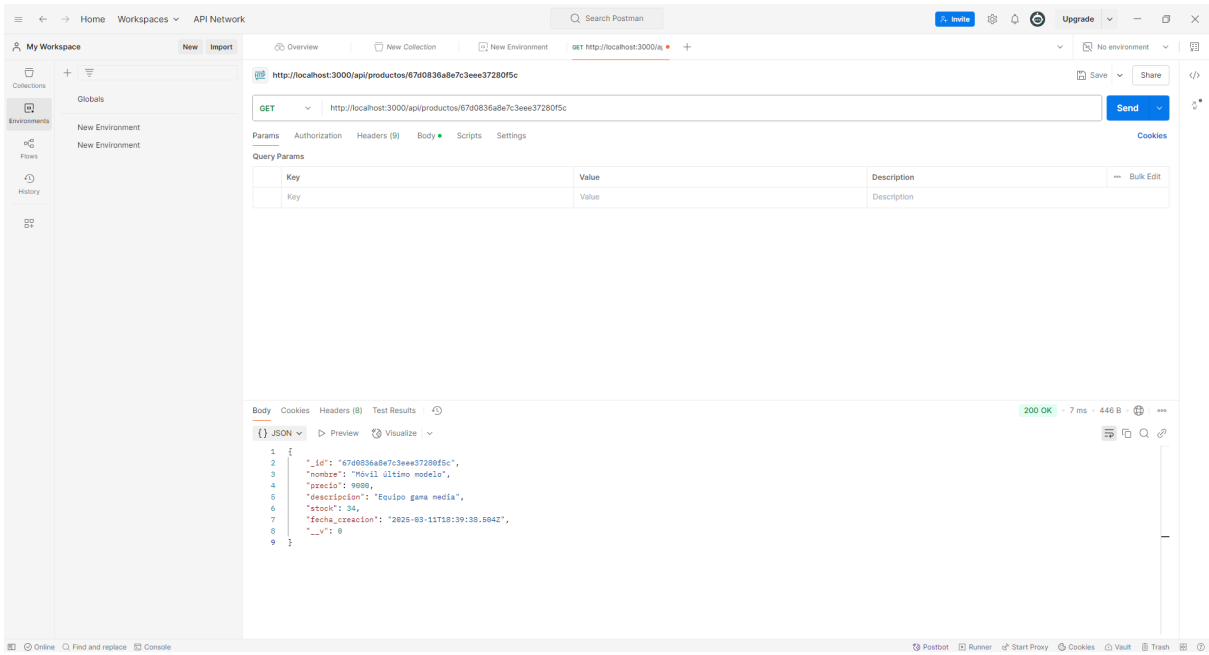 Home Workspaces API Network Search Postman Invite Upgrade
My Workspace New Import Overview New Collection New Environment GET http://localhost:3000/a No environment
Collections
Environments
Flows
History
Globals
New Environment
New Environment
http://localhost:3000/api/productos/67d0836a8e7c3eee37280f5c Save Share
GET http://localhost:3000/api/productos/67d0836a8e7c3eee37280f5c Send
Params Authorization Headers (9) Body Scripts Settings Cookies
Query Params
Key Value Description Bulk Edit
Key Value Description
Body Cookies Headers (8) Test Results 200 OK 7 ms 446 B
{} JSON Preview Visualize
1 {
2 "_id": "67d0836a8e7c3eee37280f5c",
3 "nombre": "Móvil último modelo",
4 "precio": 9000,
5 "descripcion": "Equipo gama media",
6 "stock": 34,
7 "fecha_creacion": "2025-03-11T18:39:38.504Z",
8 "__v": 0
9 }
Online Find and replace Console Postbot Runner Start Proxy Cookies Vault Trash